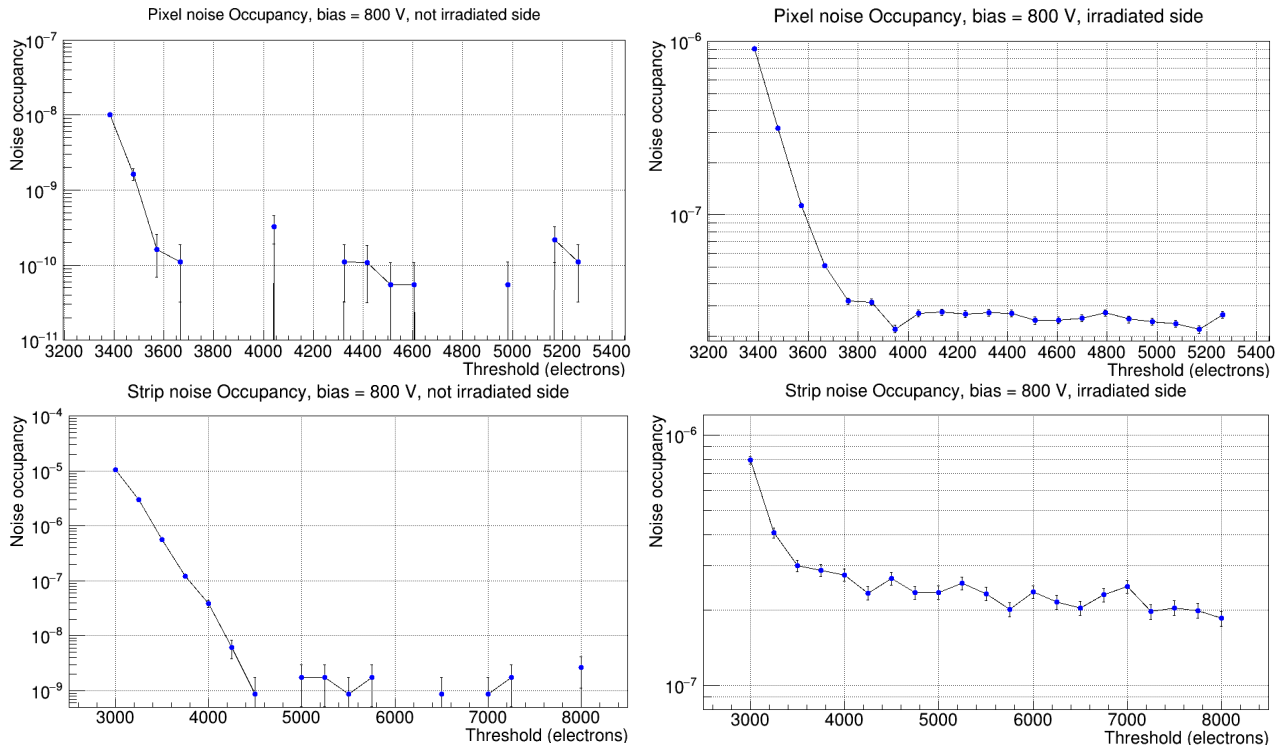 Pixel noise Occupancy, bias = 800 V, not irradiated side
Noise occupancy
10⁻⁷
10⁻⁸
10⁻⁹
10⁻¹⁰
10⁻¹¹
3200 3400 3600 3800 4000 4200 4400 4600 4800 5000 5200 5400
Threshold (electrons)
Pixel noise Occupancy, bias = 800 V, irradiated side
Noise occupancy
10⁻⁶
10⁻⁷
3200 3400 3600 3800 4000 4200 4400 4600 4800 5000 5200 5400
Threshold (electrons)
Strip noise Occupancy, bias = 800 V, not irradiated side
Noise occupancy
10⁻⁴
10⁻⁵
10⁻⁶
10⁻⁷
10⁻⁸
10⁻⁹
3000 4000 5000 6000 7000 8000
Threshold (electrons)
Strip noise Occupancy, bias = 800 V, irradiated side
Noise occupancy
10⁻⁶
10⁻⁷
3000 4000 5000 6000 7000 8000
Threshold (electrons)